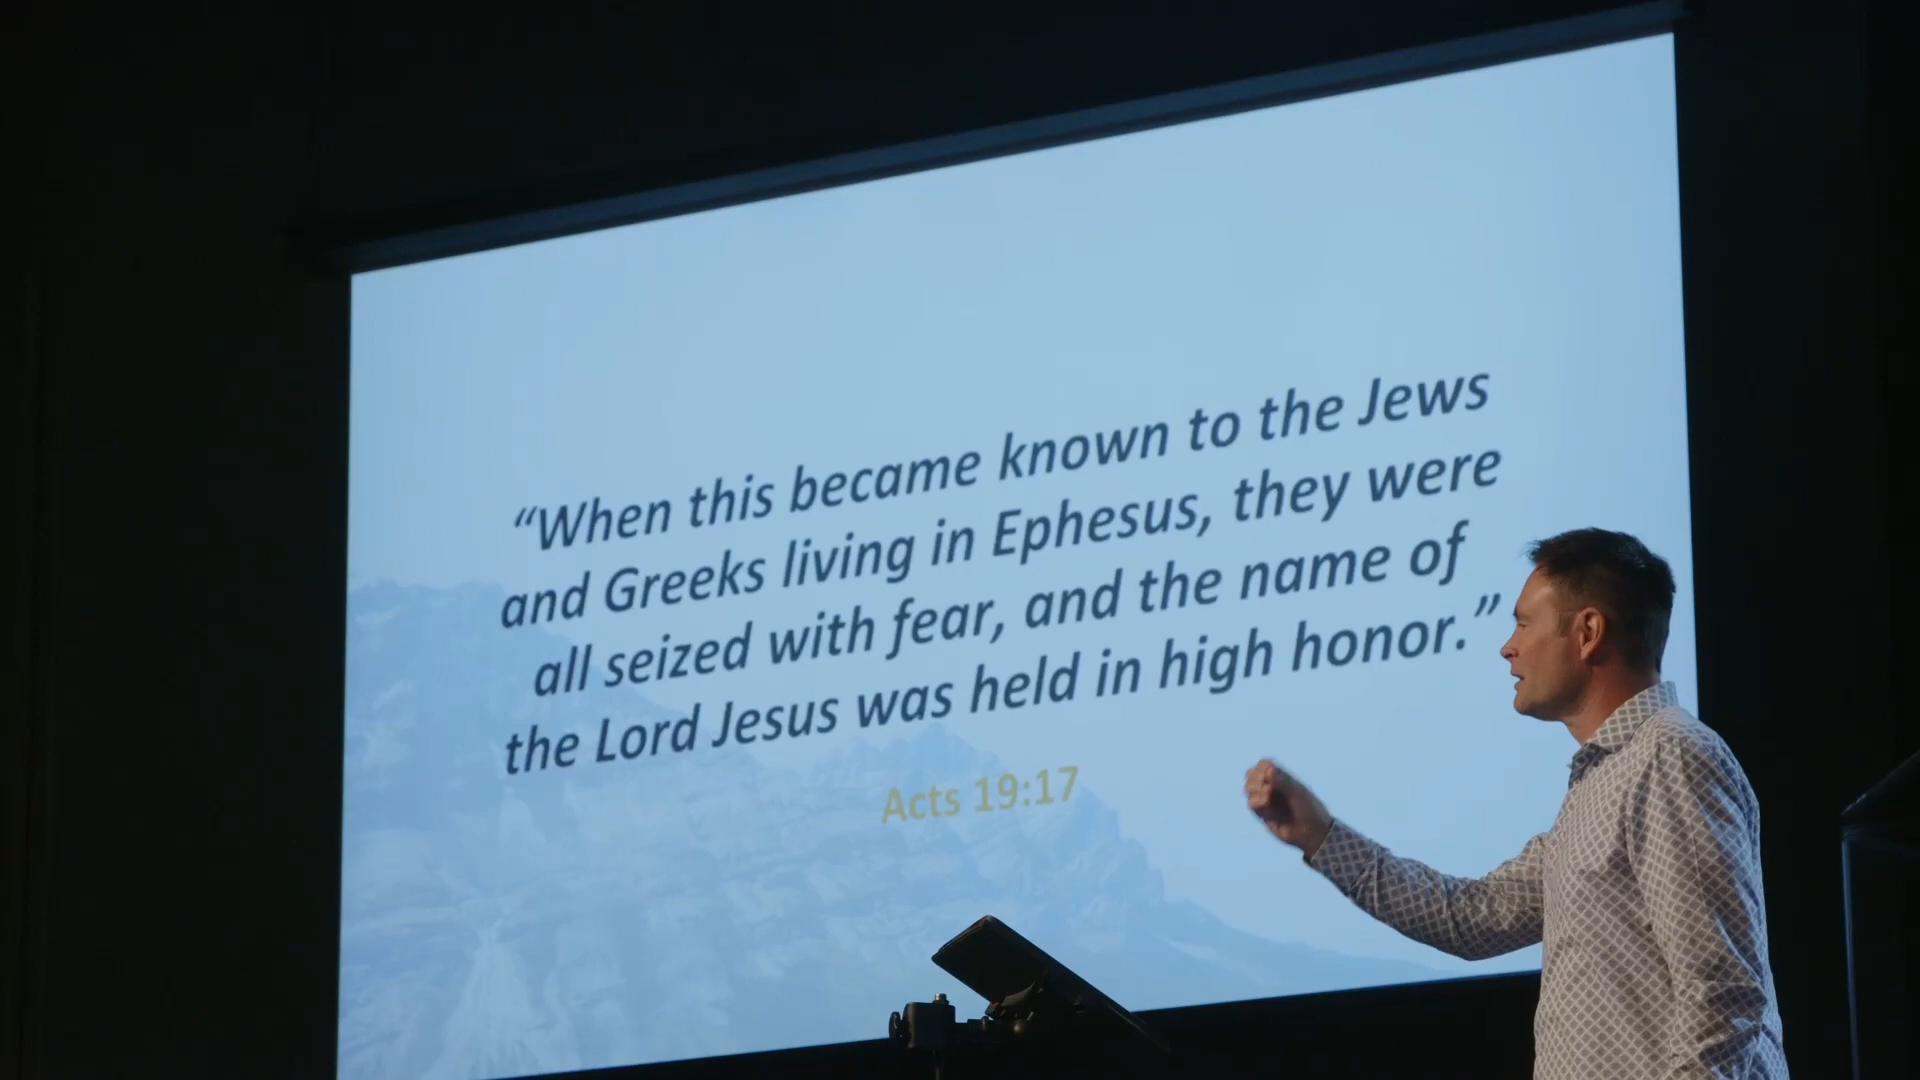 “When this became known to the Jews
and Greeks living in Ephesus, they were
all seized with fear, and the name of
the Lord Jesus was held in high honor.”
Acts 19:17